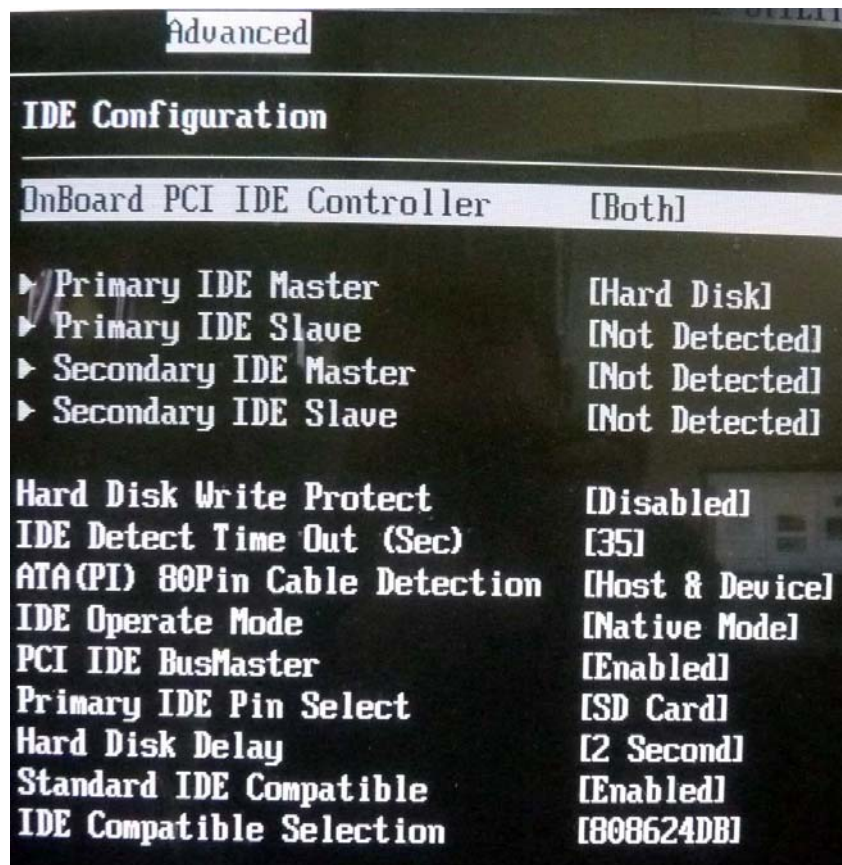 Advanced
IDE Configuration
OnBoard PCI IDE Controller [Both]
Primary IDE Master [Hard Disk]
Primary IDE Slave [Not Detected]
Secondary IDE Master [Not Detected]
Secondary IDE Slave [Not Detected]
Hard Disk Write Protect [Disabled]
IDE Detect Time Out (Sec) [35]
ATA(PI) 80Pin Cable Detection [Host & Device]
IDE Operate Mode [Native Mode]
PCI IDE BusMaster [Enabled]
Primary IDE Pin Select [SD Card]
Hard Disk Delay [2 Second]
Standard IDE Compatible [Enabled]
IDE Compatible Selection [808624DB]